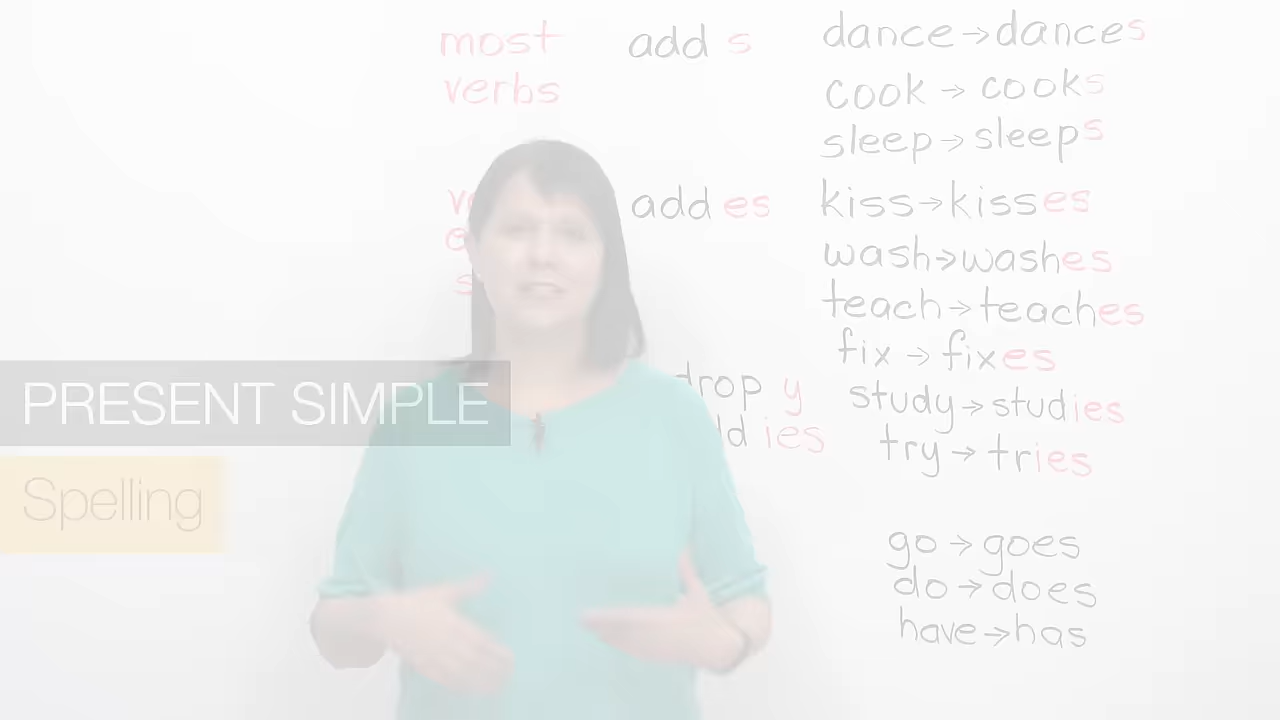 most add s dance → dances
verbs cook → cooks
sleep → sleeps
add es kiss → kisses
wash → washes
teach → teaches
fix → fixes
drop y study → studies
ies try → tries
go → goes
do → does
have → has
PRESENT SIMPLE
Spelling